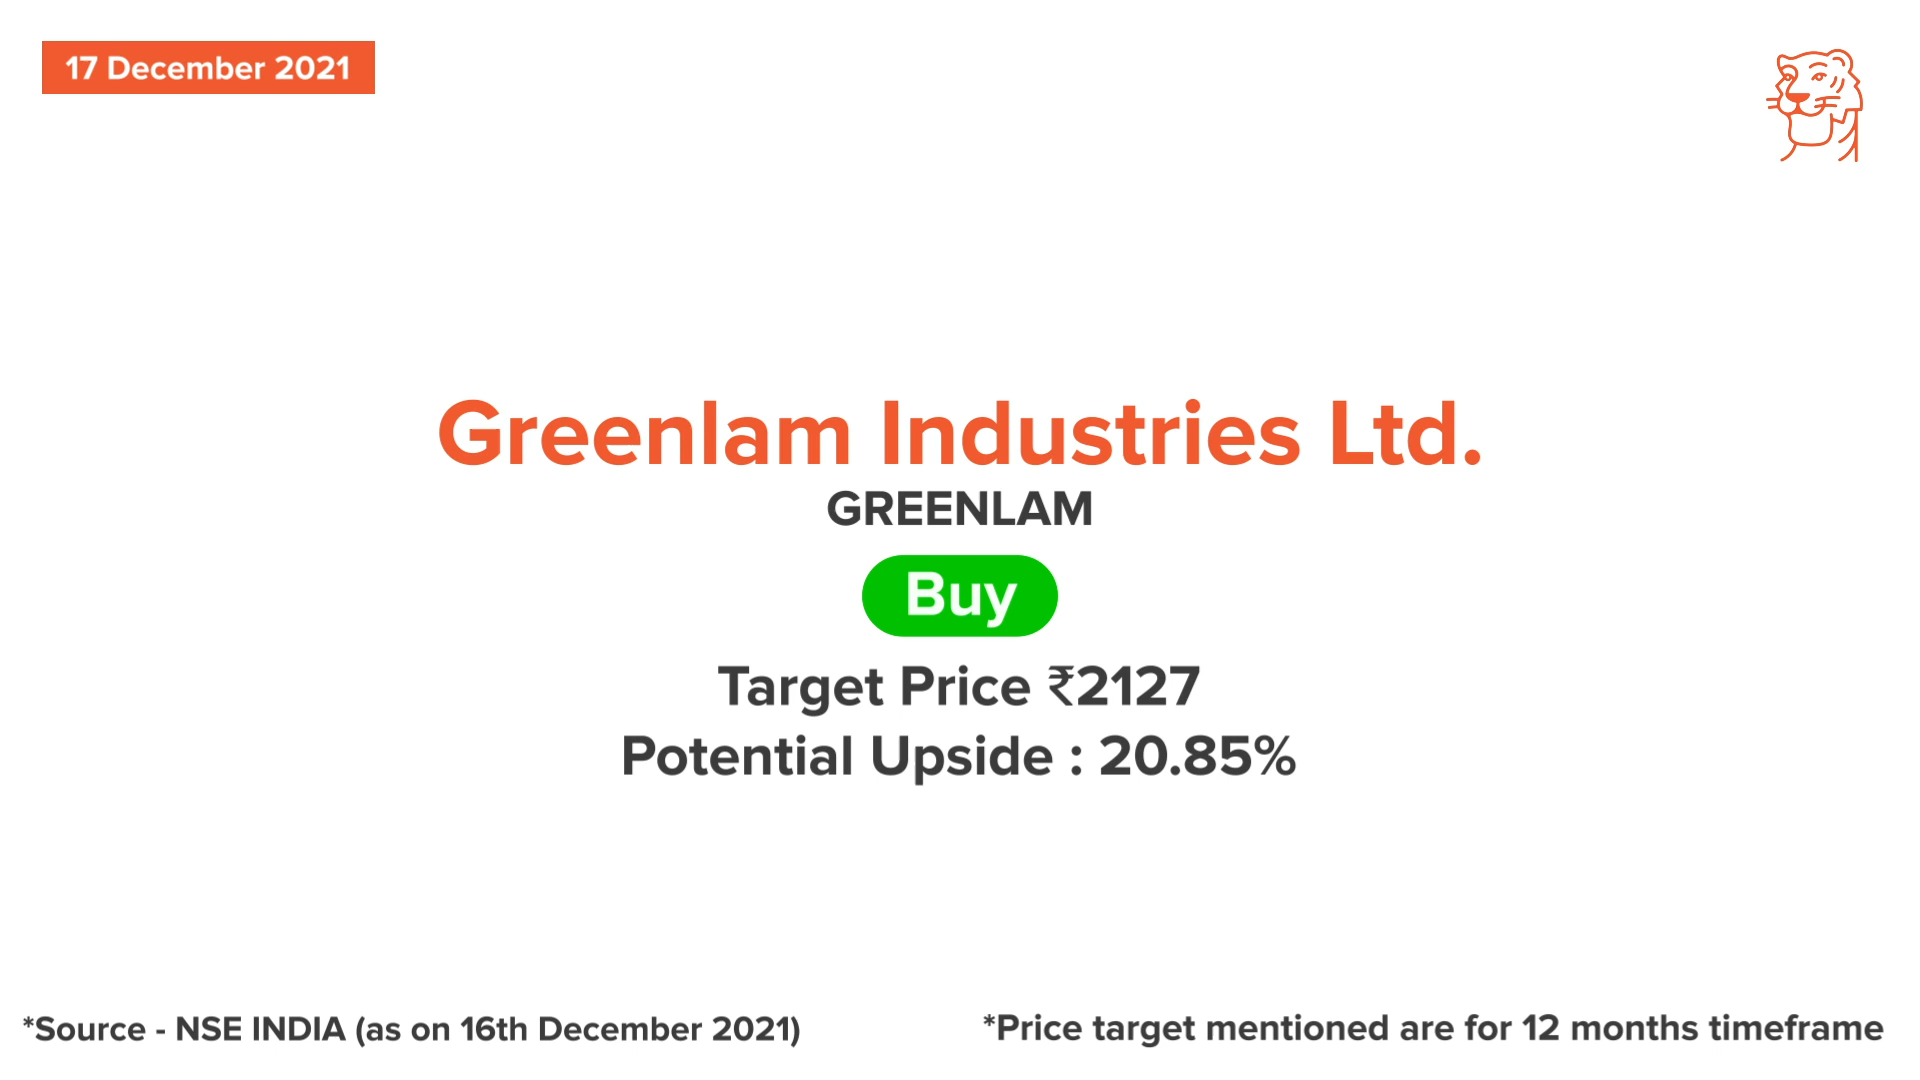 17 December 2021
Greenlam Industries Ltd.
GREENLAM
Buy
Target Price ₹2127
Potential Upside : 20.85%
*Source - NSE INDIA (as on 16th December 2021)
*Price target mentioned are for 12 months timeframe